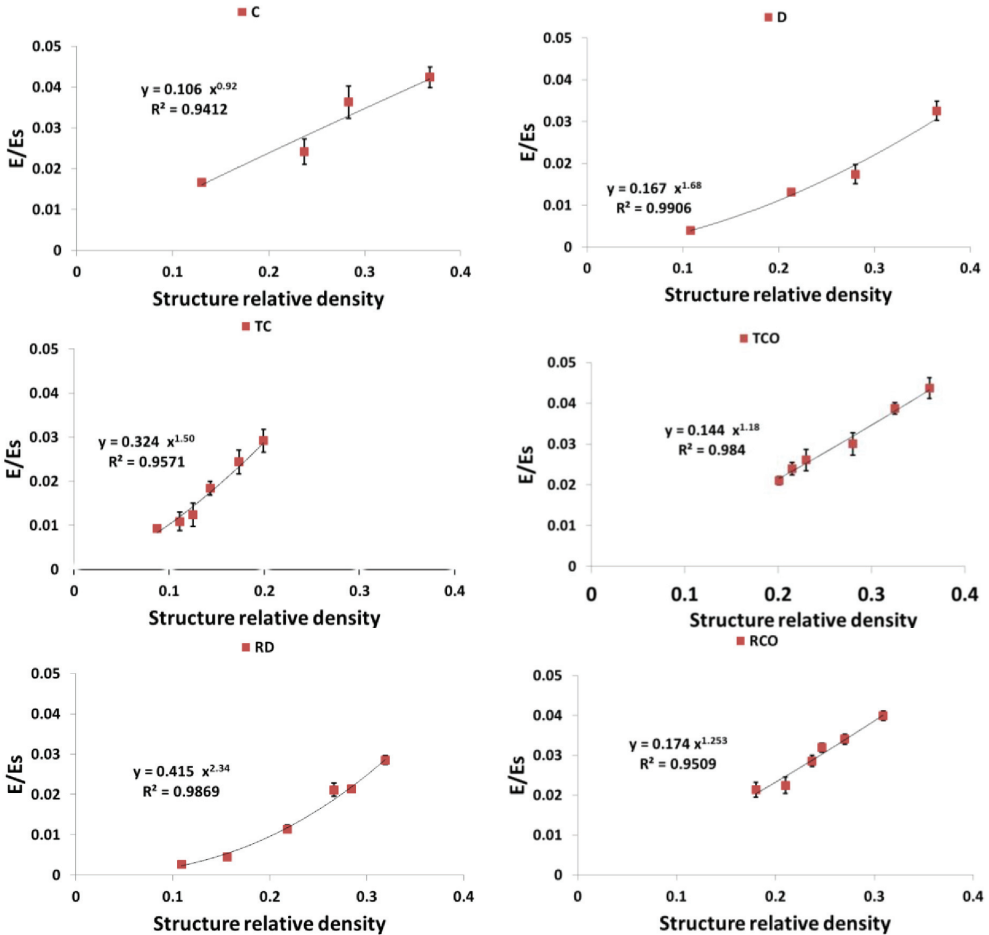 C
0.05
0.04
0.03
0.02
0.01
0
E/Es
y = 0.106 x^0.92
R² = 0.9412
0 0.1 0.2 0.3 0.4
Structure relative density
D
0.05
0.04
0.03
0.02
0.01
0
E/Es
y = 0.167 x^1.68
R² = 0.9906
0 0.1 0.2 0.3 0.4
Structure relative density
TC
0.05
0.04
0.03
0.02
0.01
0
E/Es
y = 0.324 x^1.50
R² = 0.9571
0 0.1 0.2 0.3 0.4
Structure relative density
TCO
0.05
0.04
0.03
0.02
0.01
0
E/Es
y = 0.144 x^1.18
R² = 0.984
0 0.1 0.2 0.3 0.4
Structure relative density
RD
0.05
0.04
0.03
0.02
0.01
0
E/Es
y = 0.415 x^2.34
R² = 0.9869
0 0.1 0.2 0.3 0.4
Structure relative density
RCO
0.05
0.04
0.03
0.02
0.01
0
E/Es
y = 0.174 x^1.253
R² = 0.9509
0 0.1 0.2 0.3 0.4
Structure relative density